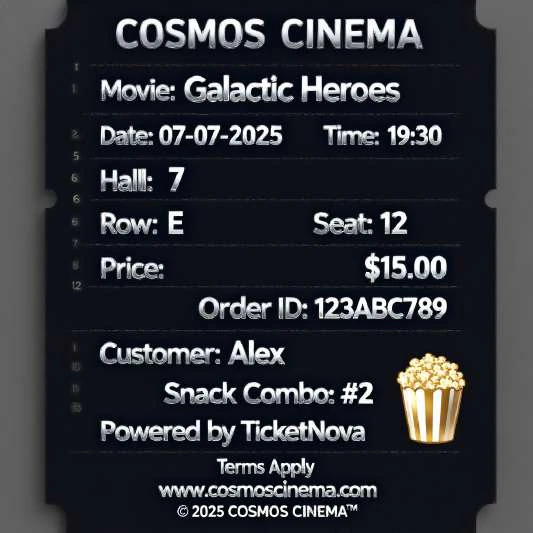 COSMOS CINEMA
Movie: Galactic Heroes
Date: 07-07-2025 Time: 19:30
Hall: 7
Row: E Seat: 12
Price: $15.00
Order ID: 123ABC789
Customer: Alex
Snack Combo: #2
Powered by TicketNova
Terms Apply
www.cosmoscinema.com
© 2025 COSMOS CINEMA™